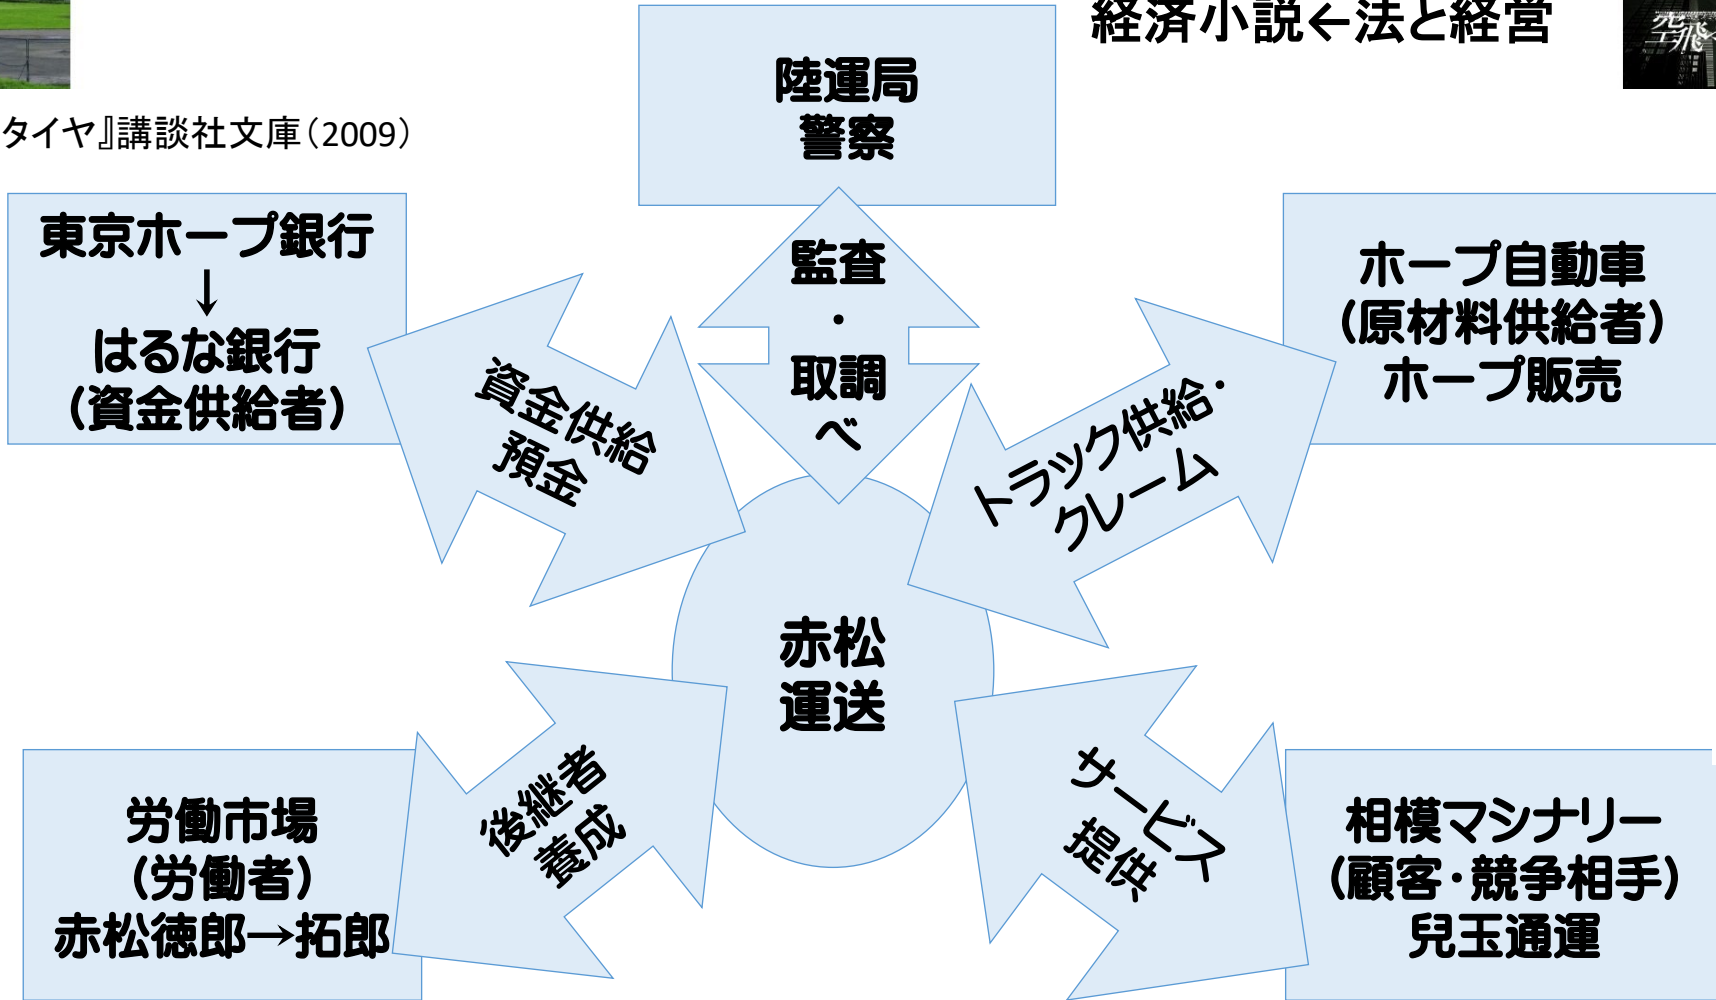 経済小説←法と経営
空飛
タイヤ』講談社文庫(2009)
陸運局
警察
監査
・
取調
べ
東京ホープ銀行
↓
はるな銀行
(資金供給者)
資金供給
預金
ホープ自動車
(原材料供給者)
ホープ販売
トラック供給・
クレーム
赤松
運送
労働市場
(労働者)
赤松徳郎→拓郎
後継者
養成
サービス
提供
相模マシナリー
(顧客・競争相手)
兒玉通運